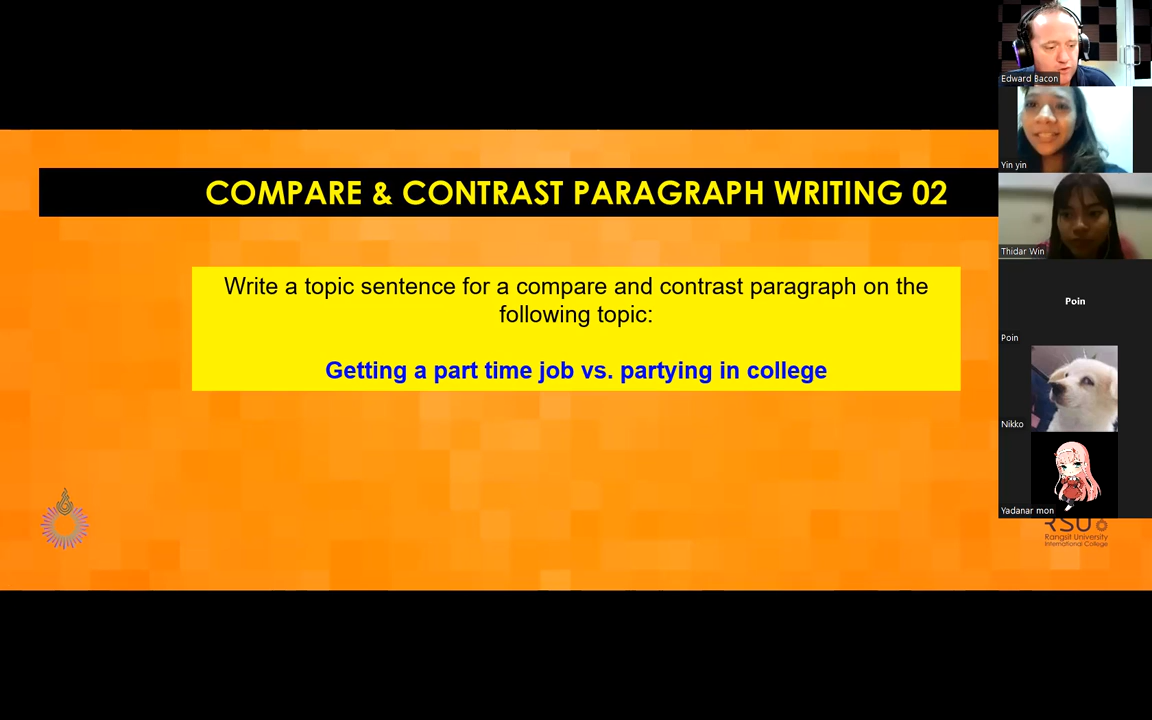 COMPARE & CONTRAST PARAGRAPH WRITING 02
Write a topic sentence for a compare and contrast paragraph on the
following topic:
Getting a part time job vs. partying in college
Edward Bacon
Yin yin
Thidar Win
Poin
Poin
Nikko
Yadanar mon
RSU
Rangsit University
International College